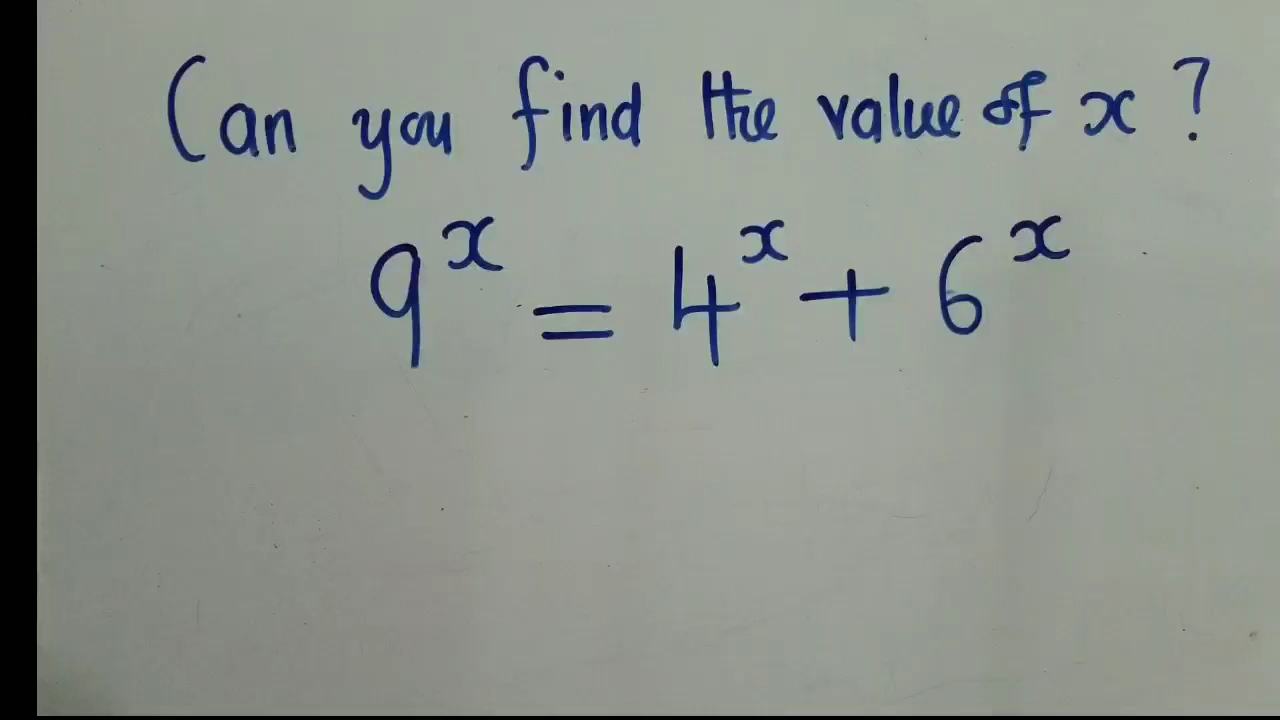 Can you find the value of x ?
9^x = 4^x + 6^x